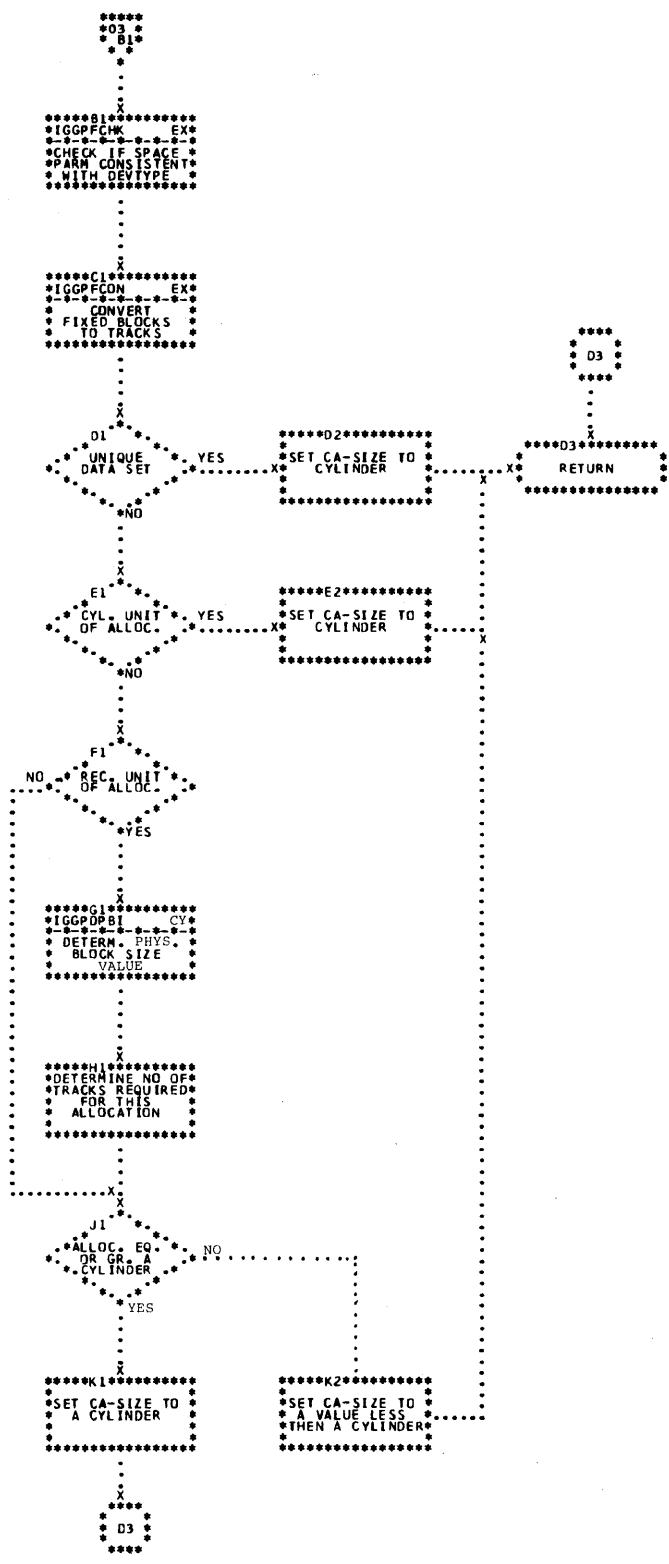 03
B1
B1
IGGPFCHK EX
CHECK IF SPACE
PARM CONSISTENT
WITH DEVTYPE
C1
IGGPFCON EX
CONVERT
FIXED BLOCKS
TO TRACKS
D3
D1
UNIQUE
DATA SET
YES
NO
D2
SET CA-SIZE TO
CYLINDER
D3
RETURN
E1
CYL. UNIT
OF ALLOC.
YES
NO
E2
SET CA-SIZE TO
CYLINDER
F1
REC. UNIT
OF ALLOC.
NO
YES
G1
IGGPDPBI CY
DETERM. PHYS.
BLOCK SIZE
VALUE
H1
DETERMINE NO OF
TRACKS REQUIRED
FOR THIS
ALLOCATION
J1
ALLOC. EQ.
OR GR. A
CYLINDER
NO
YES
K1
SET CA-SIZE TO
A CYLINDER
K2
SET CA-SIZE TO
A VALUE LESS
THEN A CYLINDER
D3